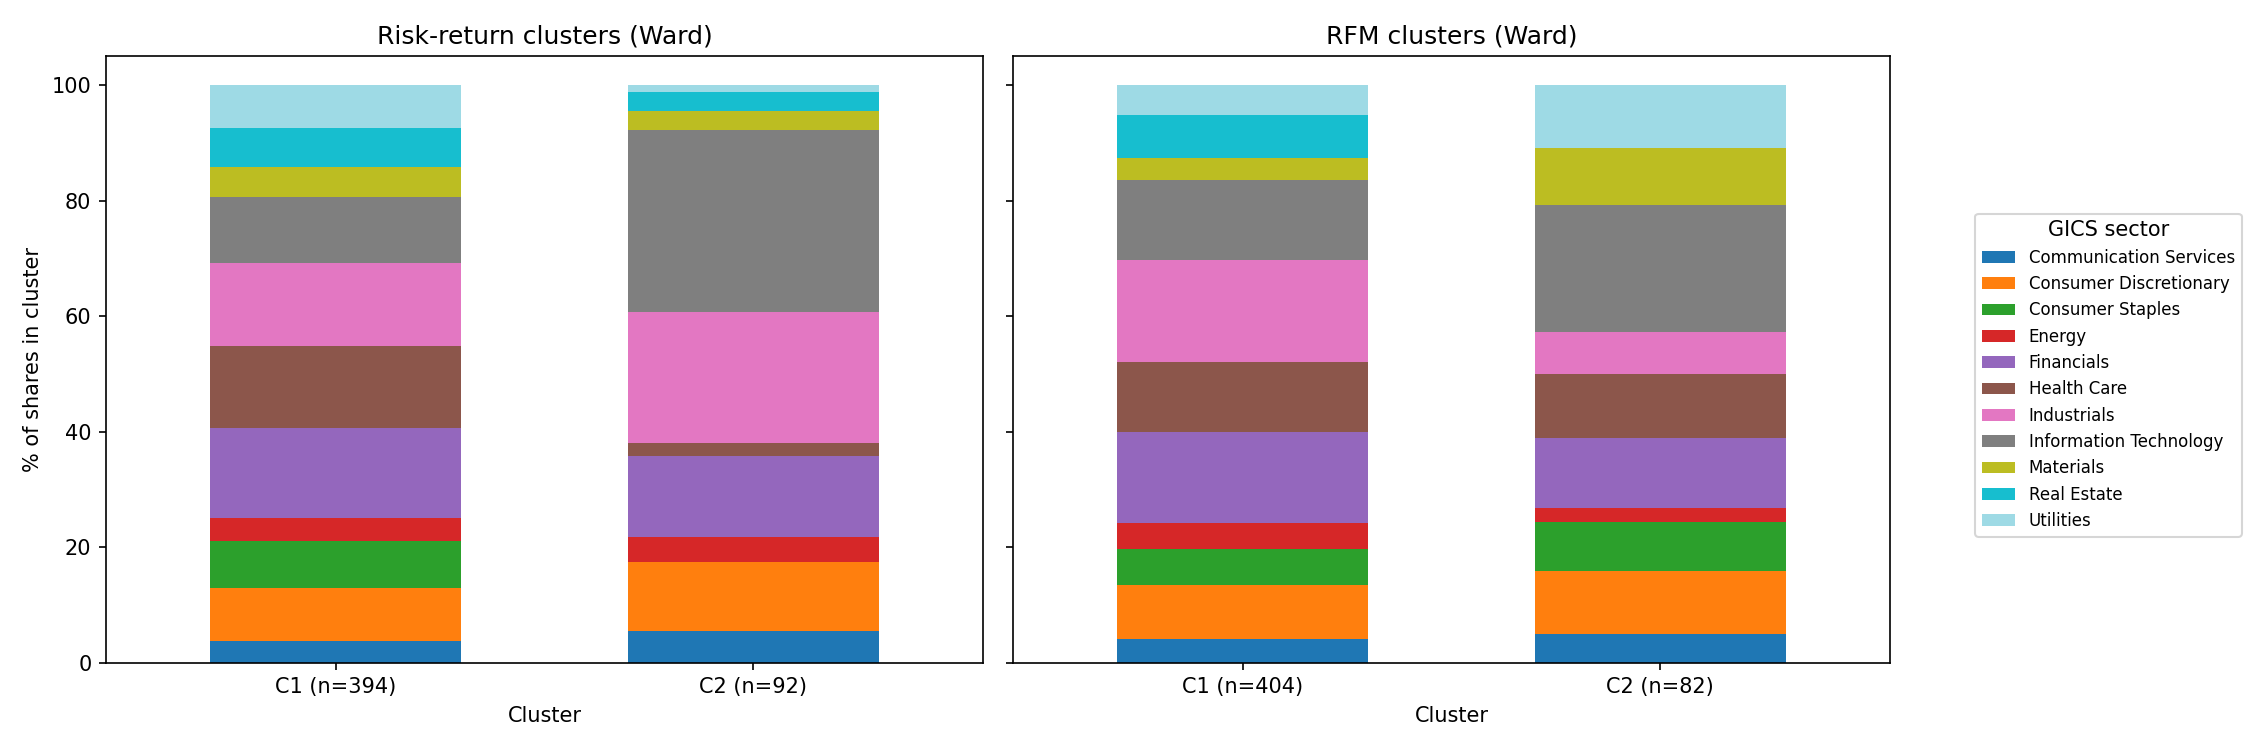 Risk-return clusters (Ward)
% of shares in cluster
100
80
60
40
20
0
C1 (n=394)
C2 (n=92)
Cluster
RFM clusters (Ward)
C1 (n=404)
C2 (n=82)
Cluster
GICS sector
Communication Services
Consumer Discretionary
Consumer Staples
Energy
Financials
Health Care
Industrials
Information Technology
Materials
Real Estate
Utilities